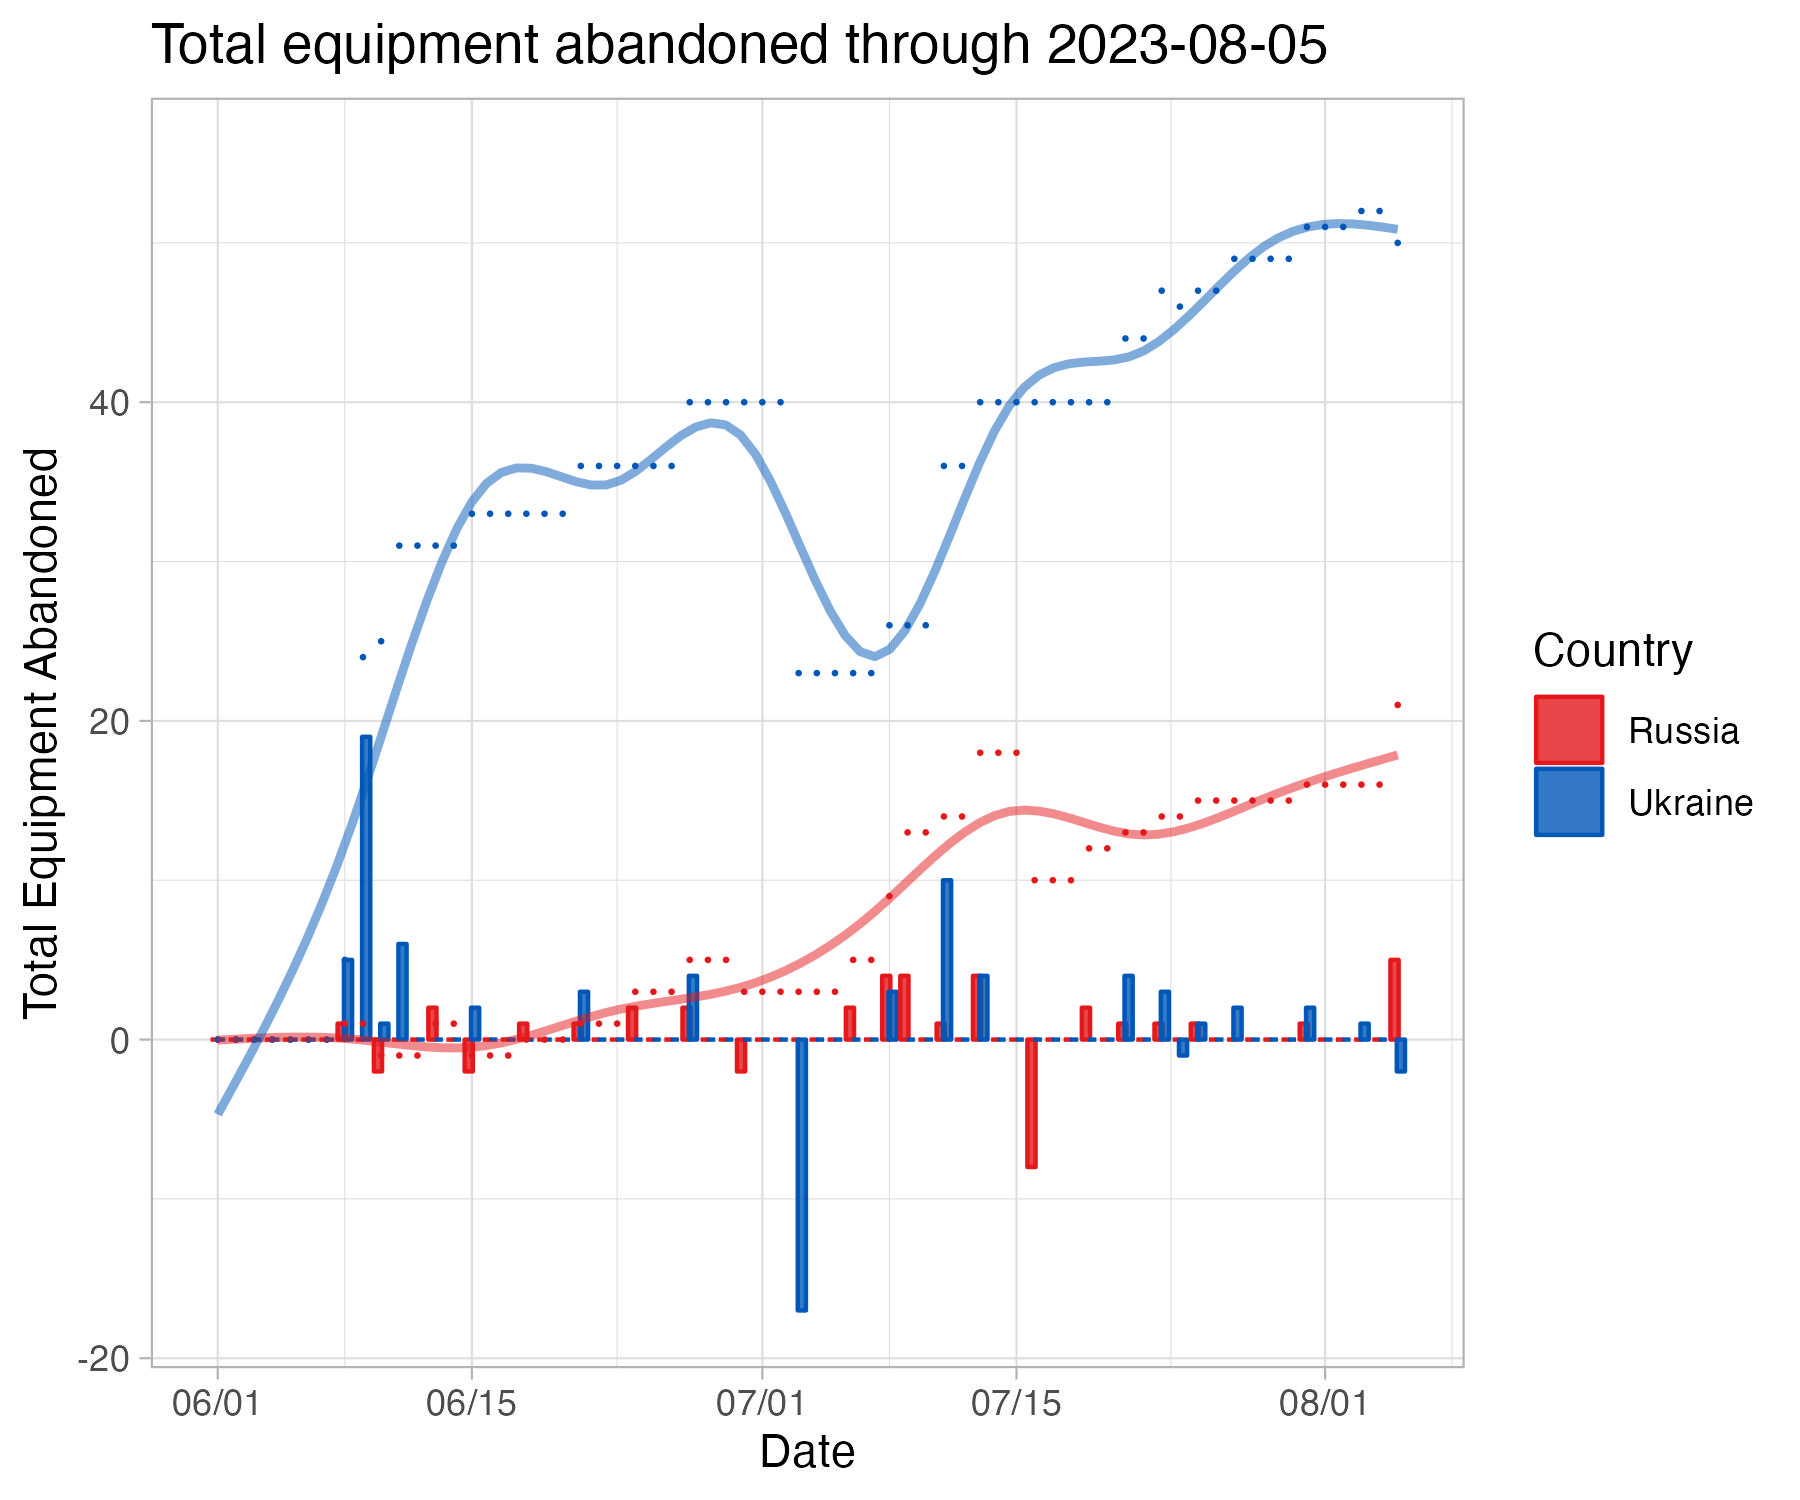 Total equipment abandoned through 2023-08-05
Total Equipment Abandoned
40
20
0
-20
06/01
06/15
07/01
07/15
08/01
Date
Country
Russia
Ukraine